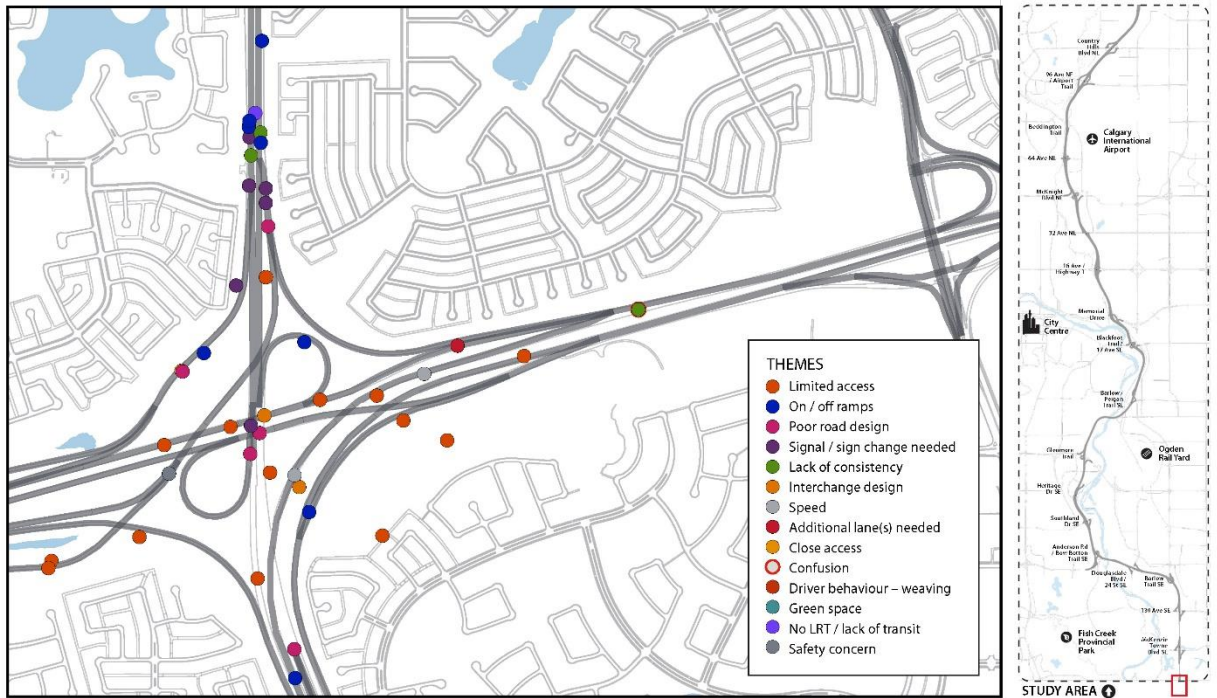 THEMES
Limited access
On / off ramps
Poor road design
Signal / sign change needed
Lack of consistency
Interchange design
Speed
Additional lane(s) needed
Close access
Confusion
Driver behaviour – weaving
Green space
No LRT / lack of transit
Safety concern
Country
Hills
Blvd NE
96 Ave NE
/ Airport
Trail
Beddington
Trail
Calgary
International
Airport
64 Ave NE
McKnight
Blvd NE
32 Ave NE
16 Ave /
Highway 1
Memorial
Drive
City
Centre
Blackfoot
Trail /
17 Ave SE
Barlow /
Peigan
Trail SE
Glenmore
Ogden
Rail Yard
Heritage
Dr SE
Southland
Dr SE
Anderson Rd
/ Bow Bottom
Trail SE
Douglasdale
Blvd /
24 St SE
Barlow
Trail SE
130 Ave SE
Fish Creek
Provincial
Park
McKenzie
Towne
Blvd SE
STUDY AREA